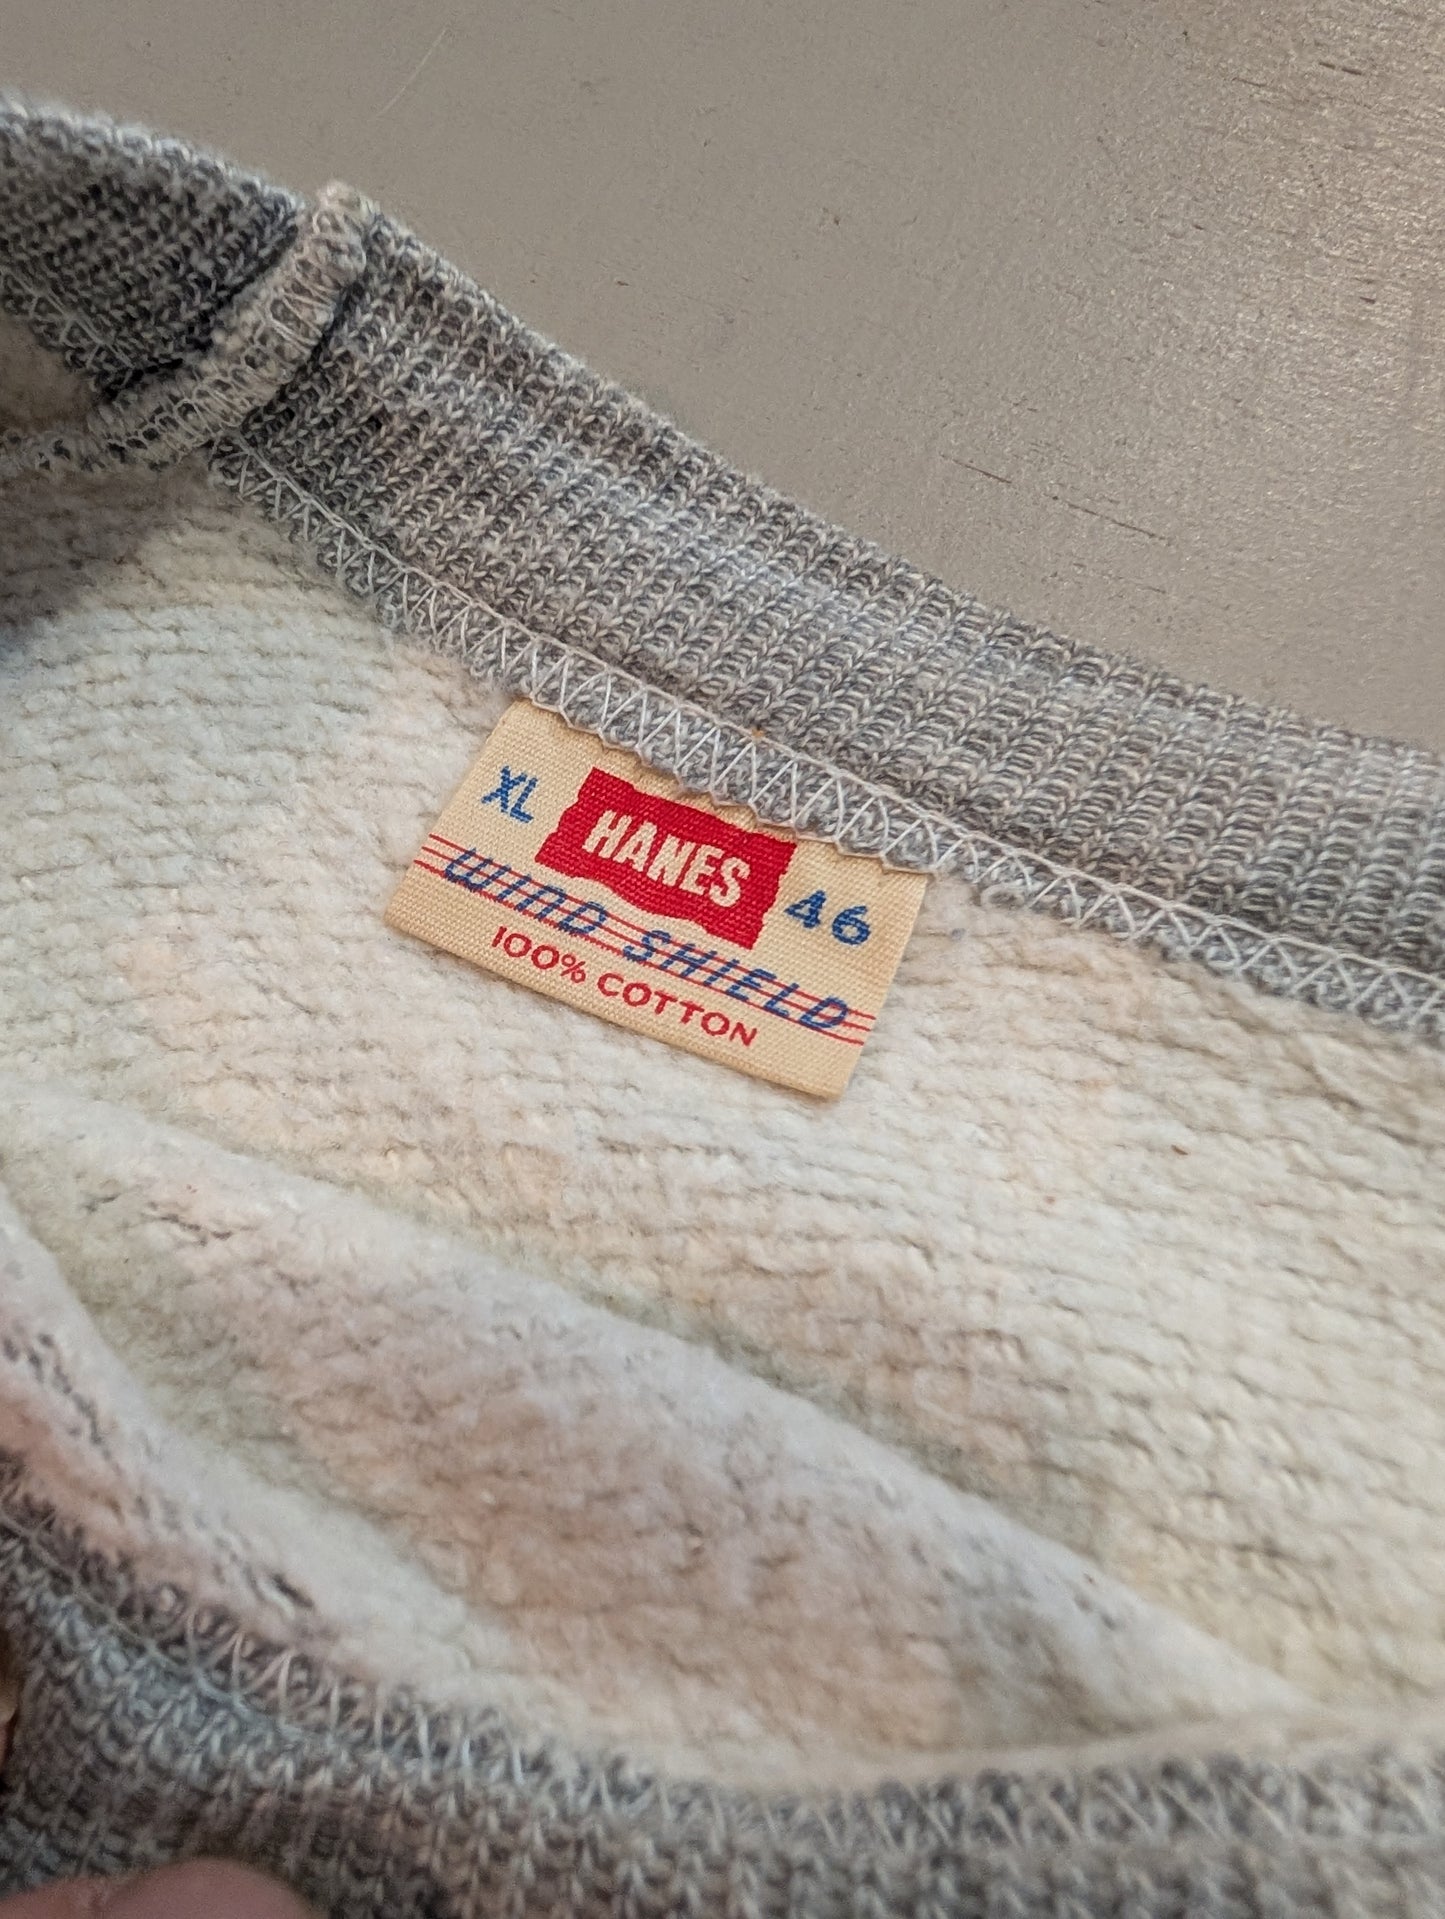 XL HANES 46
WIND SHIELD
100% COTTON